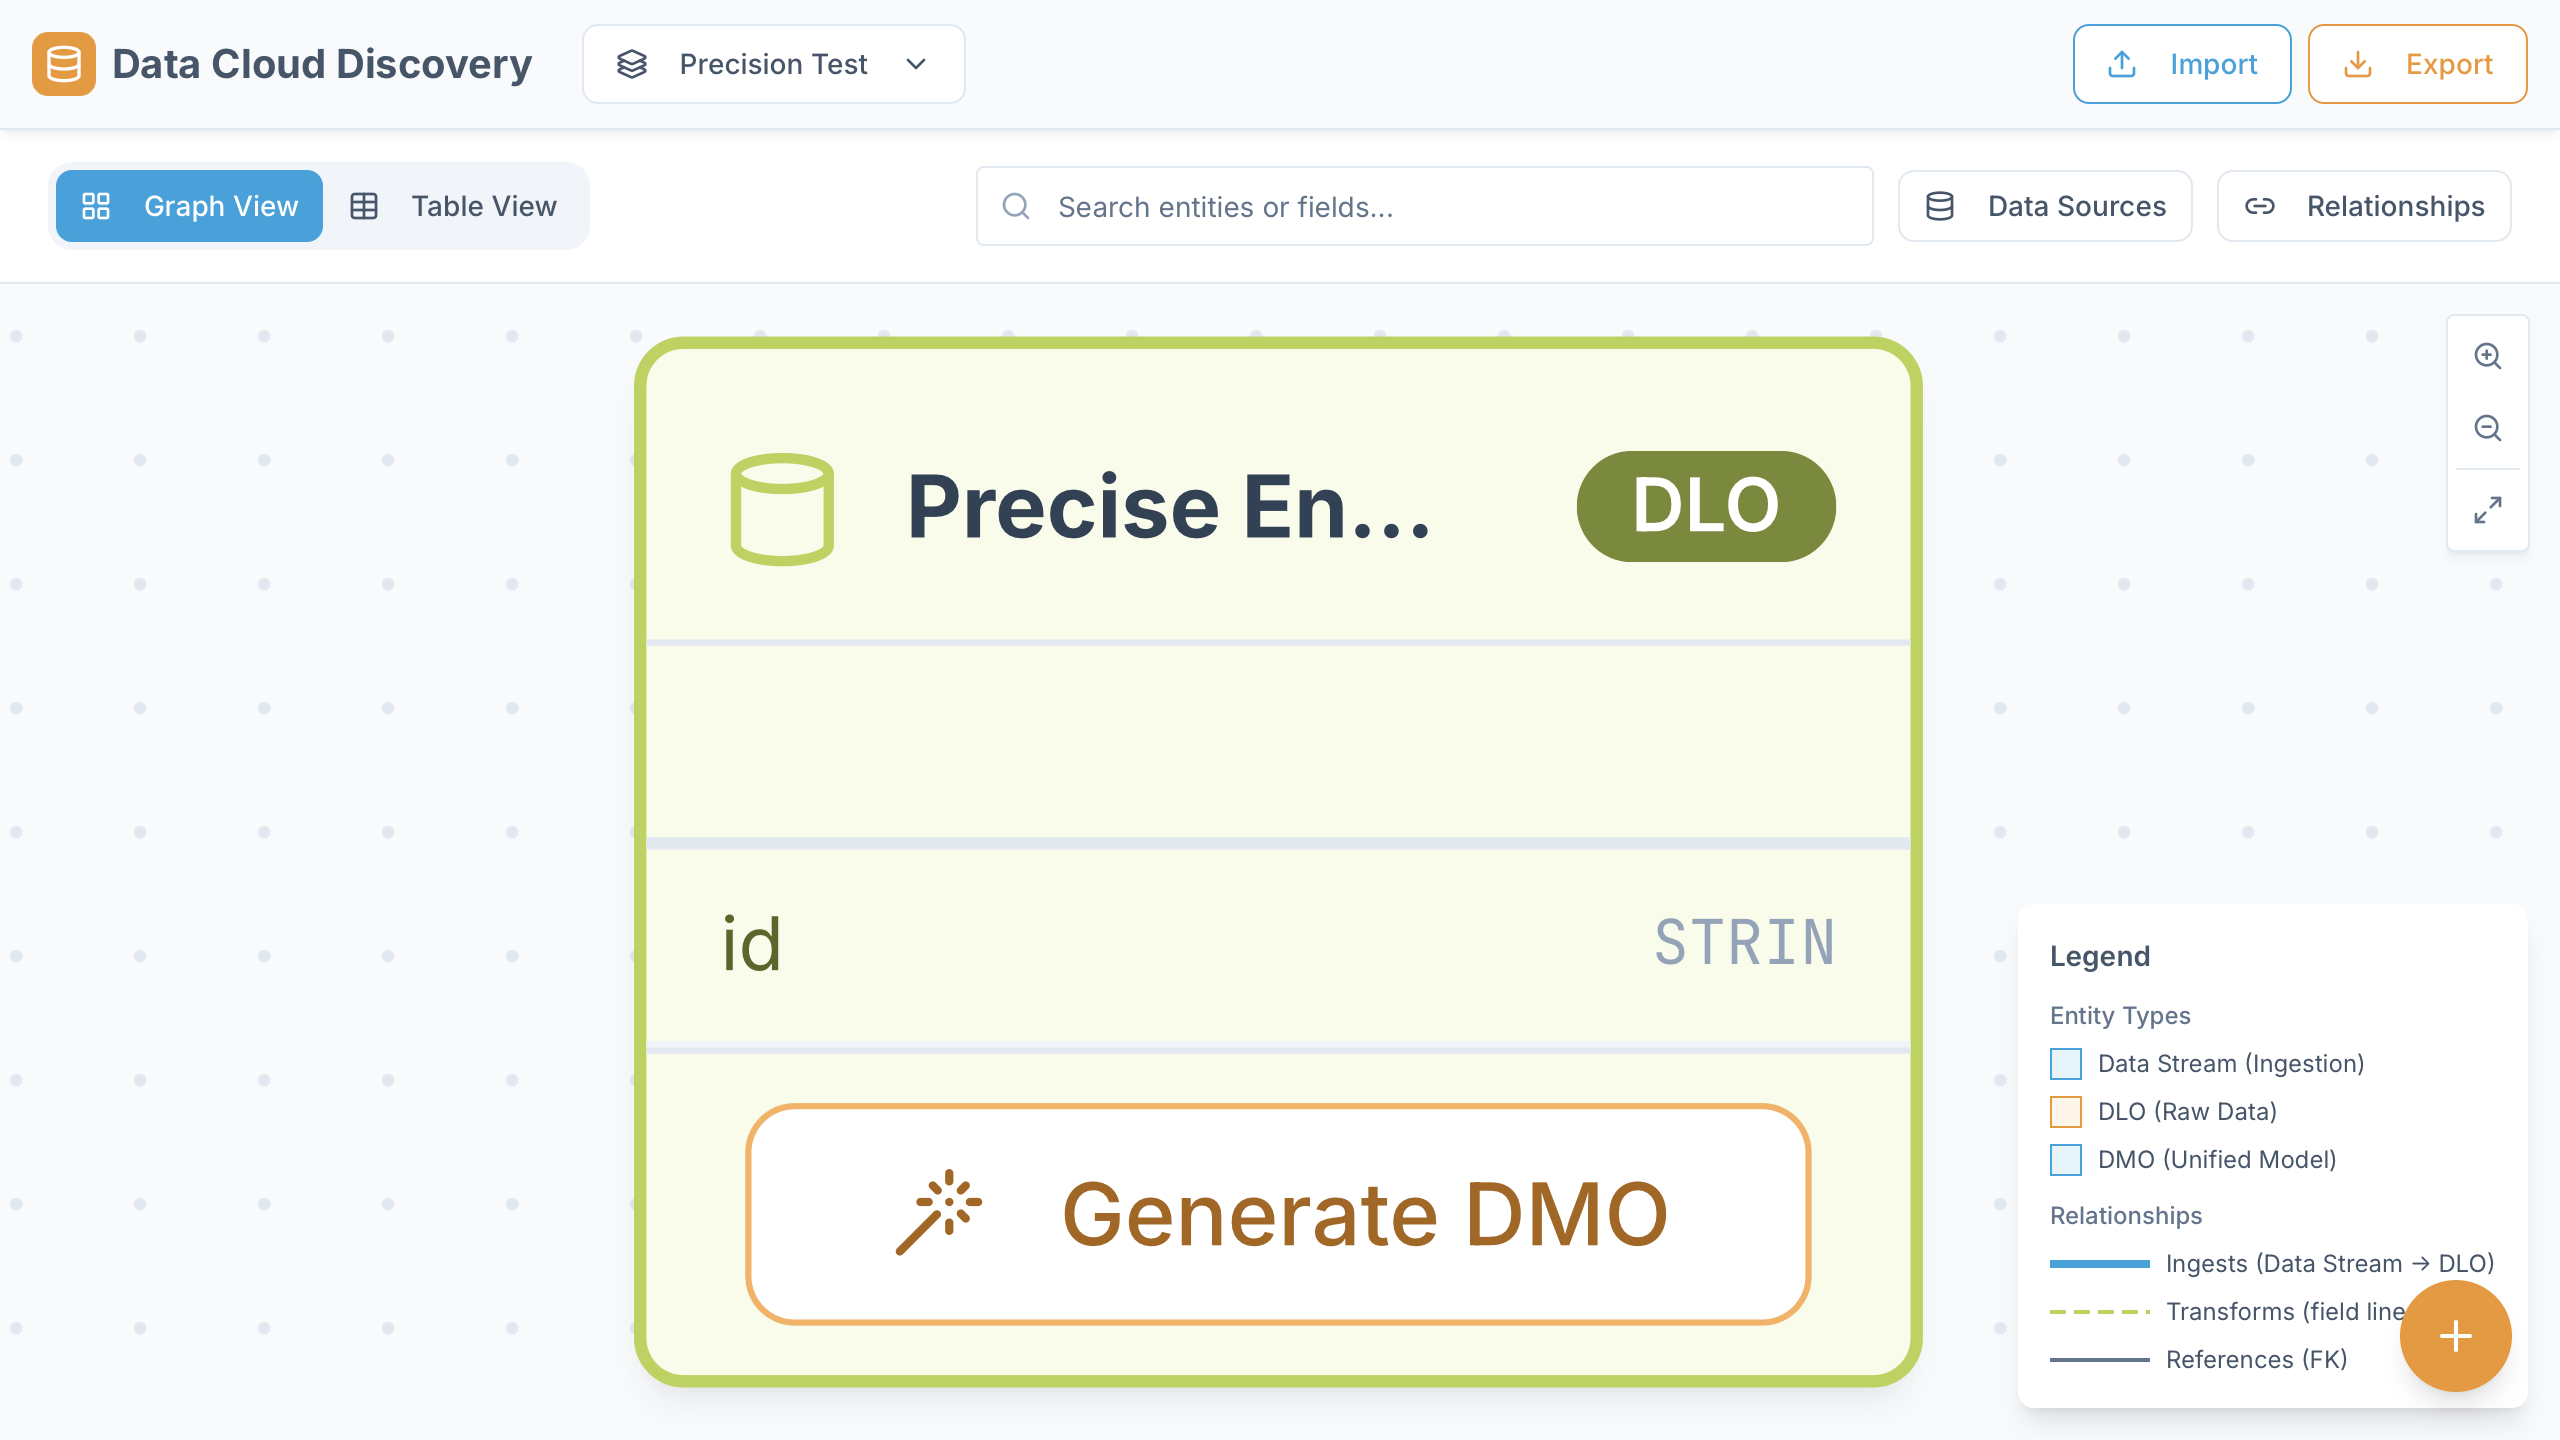 Data Cloud Discovery
Precision Test
Import
Export
Graph View
Table View
Search entities or fields...
Data Sources
Relationships
Precise En...
DLO
id
STRIN
Generate DMO
Legend
Entity Types
Data Stream (Ingestion)
DLO (Raw Data)
DMO (Unified Model)
Relationships
Ingests (Data Stream → DLO)
Transforms (field line
References (FK)